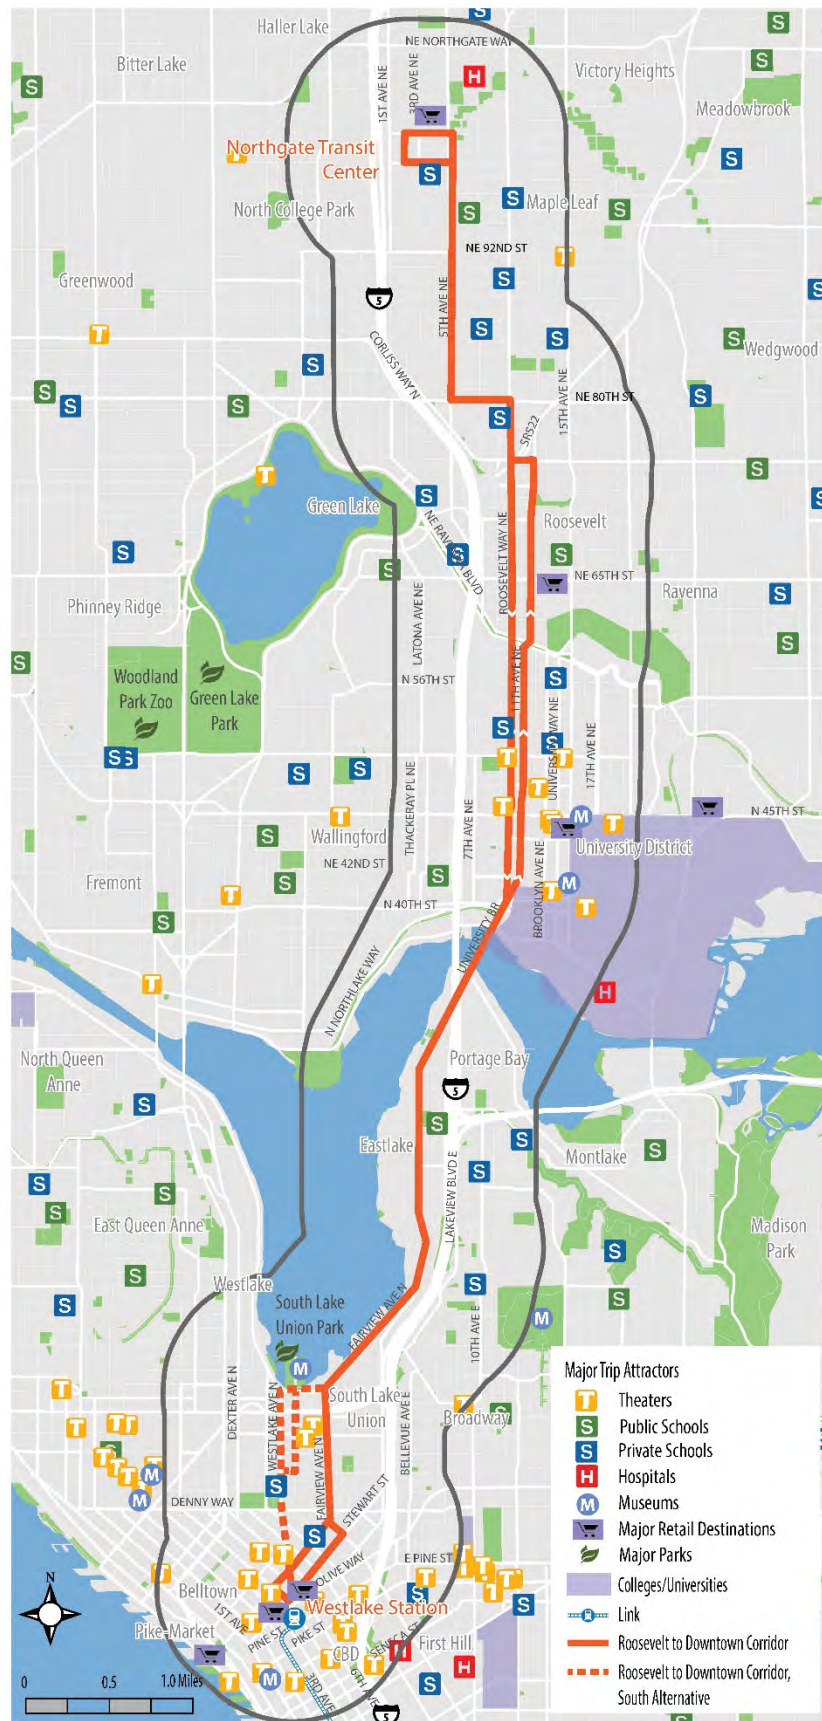 Haller Lake
NE NORTHGATE WAY
Bitter Lake
1ST AVE NE
3RD AVE NE
Victory Heights
Meadowbrook
Northgate Transit
Center
Maple Leaf
North College Park
NE 92ND ST
Greenwood
5
5TH AVE NE
CORLISS WAY N
Wedgwood
15TH AVE NE
NE 80TH ST
SR522
Green Lake
NE RAVENNA BLVD
ROOSEVELT WAY NE
Roosevelt
NE 65TH ST
Ravenna
Phinney Ridge
LATONA AVE NE
Woodland
Park Zoo
Green Lake
Park
N 56TH ST
11TH AVE NE
UNIVERSITY WAY NE
17TH AVE NE
THACKERAY PL NE
7TH AVE NE
N 45TH ST
Wallingford
University District
NE 42ND ST
BROOKLYN AVE NE
Fremont
N 40TH ST
UNIVERSITY BR
N NORTHLAKE WAY
North Queen
Anne
Portage Bay
5
Eastlake
Montlake
LAKEVIEW BLVD E
East Queen Anne
Madison
Park
Westlake
South Lake
Union Park
FAIRVIEW AVE N
10TH AVE E
DEXTER AVE N
WESTLAKE AVE N
South Lake
Union
BELLEVUE AVE E
Broadway
FAIRVIEW AVE N
STEWART ST
DENNY WAY
E PINE ST
OLIVE WAY
Belltown
1ST AVE
Westlake Station
Pike-Market
PINE ST
PIKE ST
SENECA ST
First Hill
CBD
3RD AVE
6TH AVE
5
N
0
0.5
1.0 Miles
Major Trip Attractors
T Theaters
S Public Schools
S Private Schools
H Hospitals
M Museums
Major Retail Destinations
Major Parks
Colleges/Universities
Link
Roosevelt to Downtown Corridor
Roosevelt to Downtown Corridor,
South Alternative